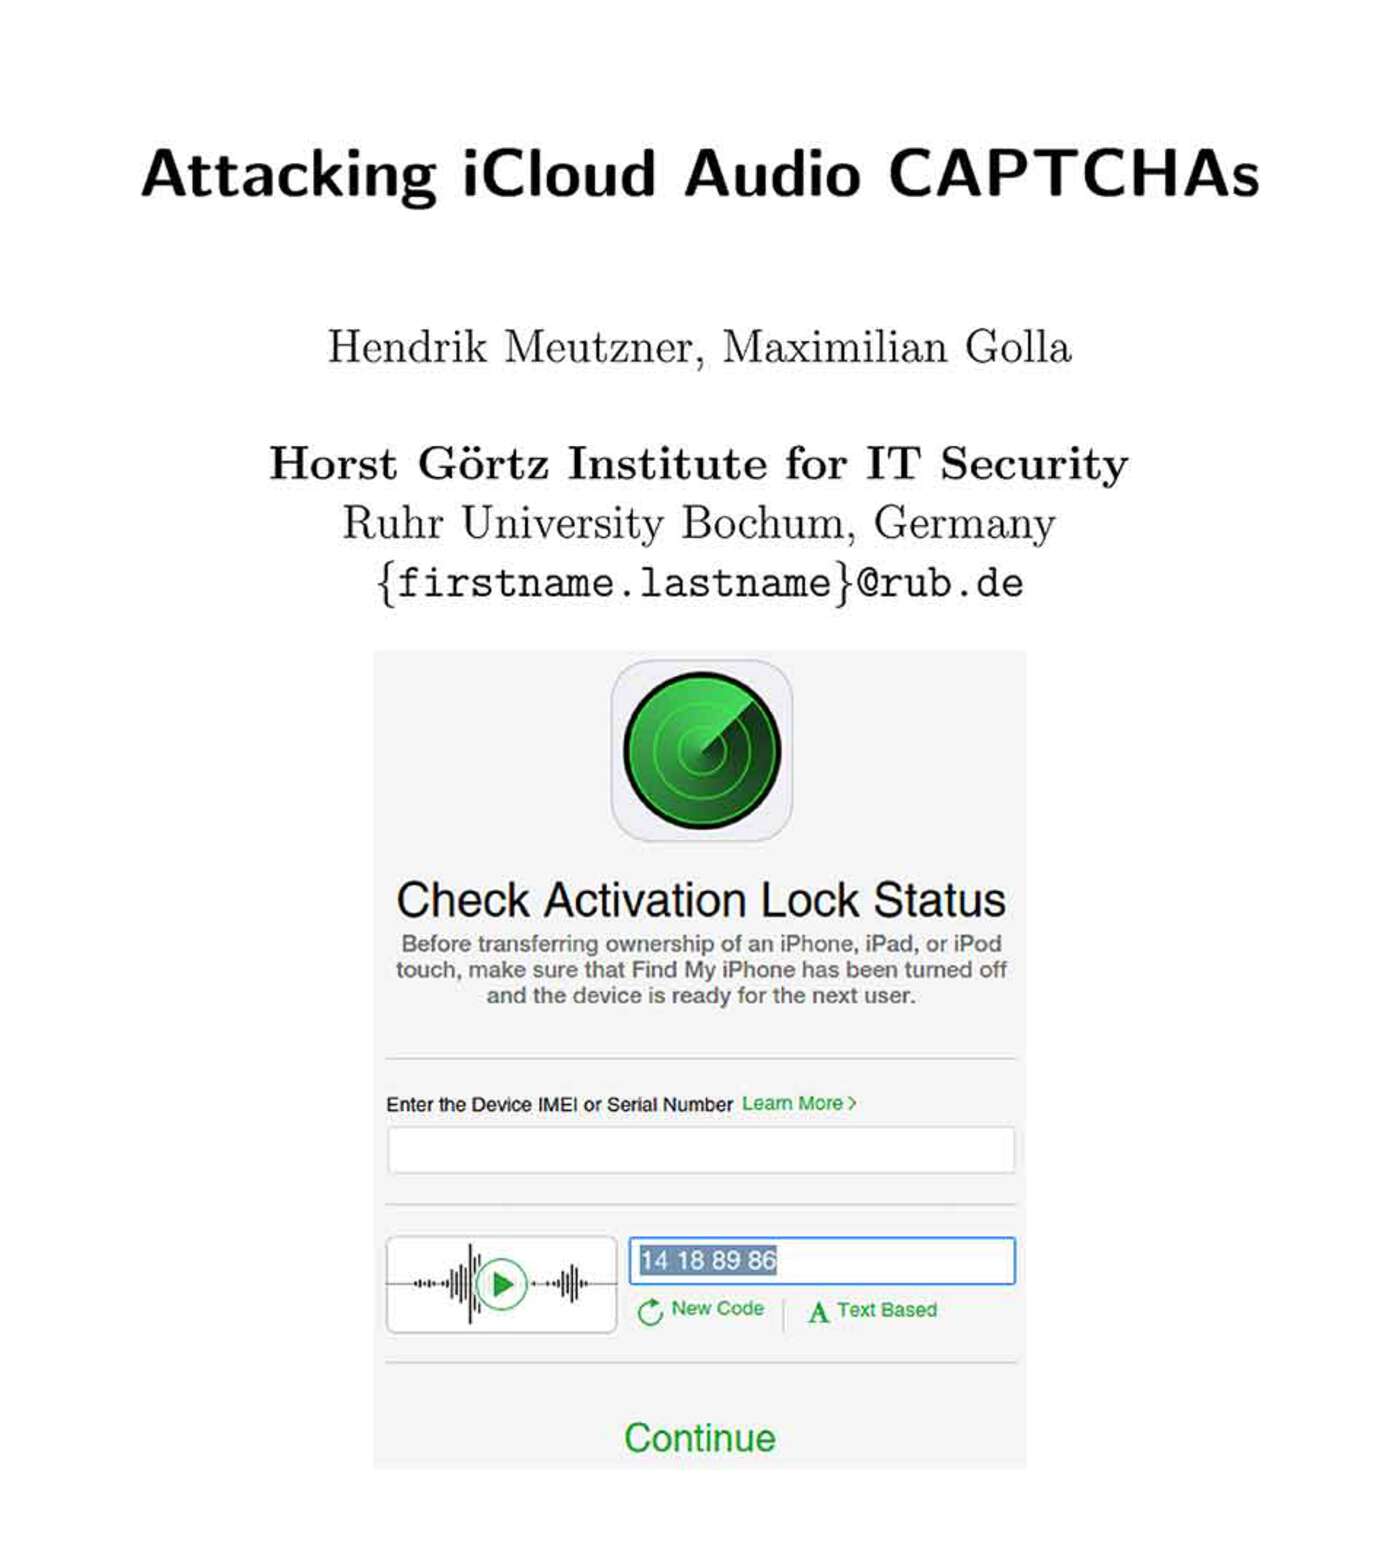 Attacking iCloud Audio CAPTCHAs
Hendrik Meutzner, Maximilian Golla
Horst Görtz Institute for IT Security
Ruhr University Bochum, Germany
{firstname.lastname}@rub.de
Check Activation Lock Status
Before transferring ownership of an iPhone, iPad, or iPod
touch, make sure that Find My iPhone has been turned off
and the device is ready for the next user.
Enter the Device IMEI or Serial Number Learn More >
14 18 89 86
New Code A Text Based
Continue